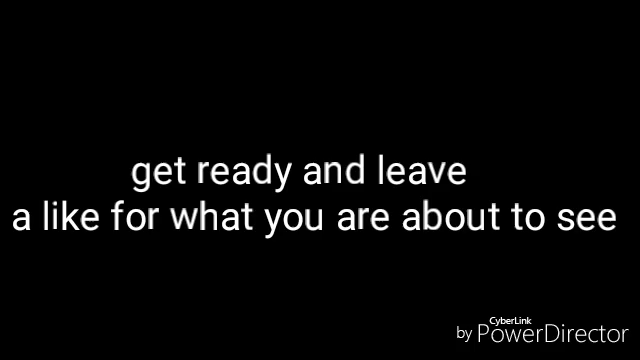 get ready and leave
a like for what you are about to see
CyberLink
by PowerDirector